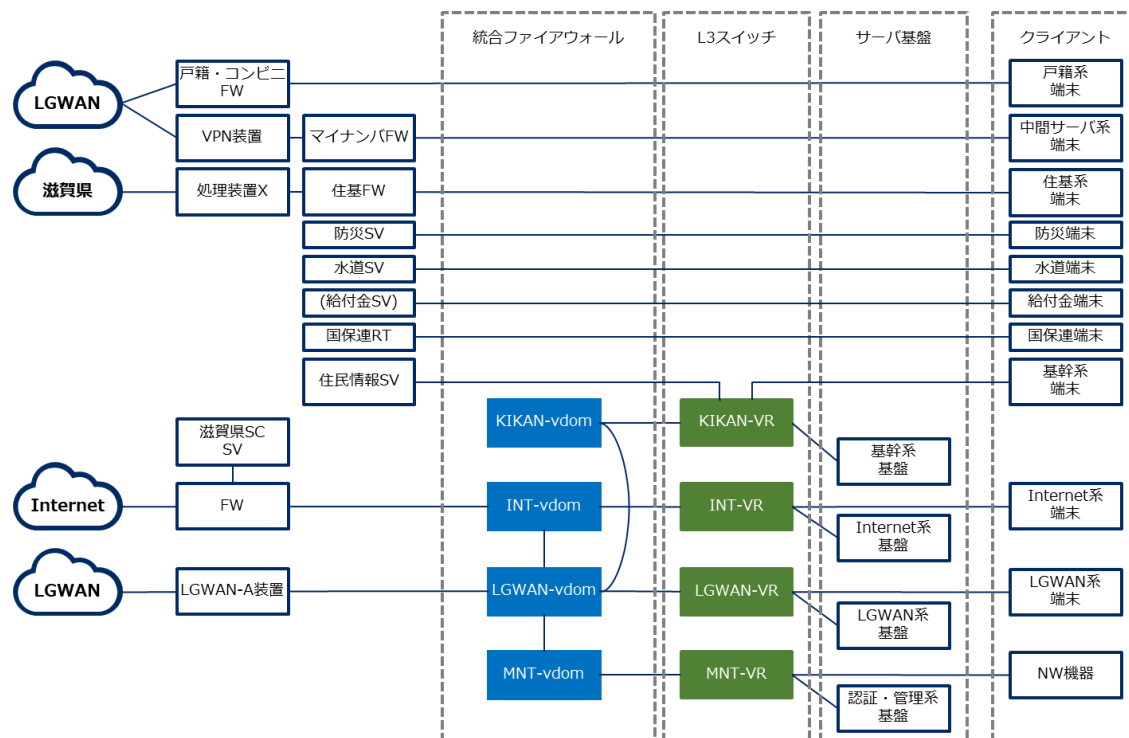 統合ファイアウォール
L3スイッチ
サーバ基盤
クライアント
LGWAN
戸籍・コンビニ
FW
戸籍系
端末
VPN装置
マイナンバFW
中間サーバ系
端末
滋賀県
処理装置X
住基FW
住基系
端末
防災SV
防災端末
水道SV
水道端末
(給付金SV)
給付金端末
国保連RT
国保連端末
住民情報SV
基幹系
端末
KIKAN-vdom
KIKAN-VR
滋賀県SC
SV
基幹系
基盤
Internet
FW
INT-vdom
INT-VR
Internet系
端末
Internet系
基盤
LGWAN
LGWAN-A装置
LGWAN-vdom
LGWAN-VR
LGWAN系
端末
LGWAN系
基盤
MNT-vdom
MNT-VR
NW機器
認証・管理系
基盤